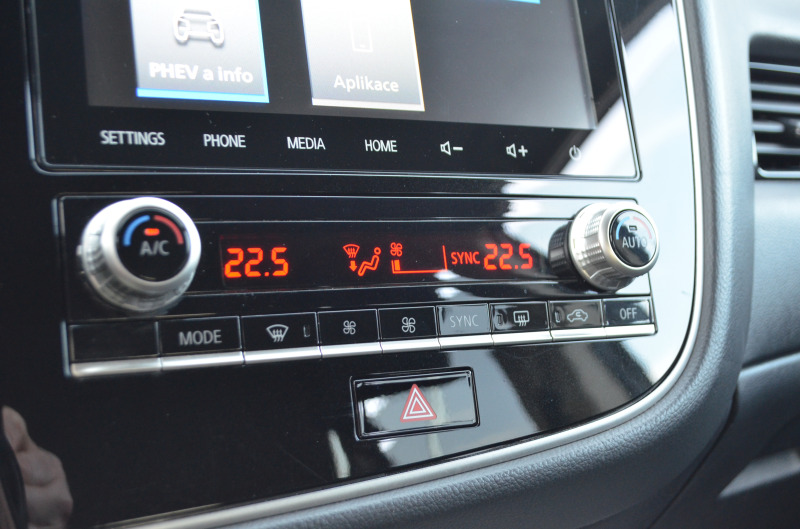 PHEV a info
Aplikace
SETTINGS PHONE MEDIA HOME - +
A/C 22.5 SYNC 22.5 AUTO
MODE SYNC OFF